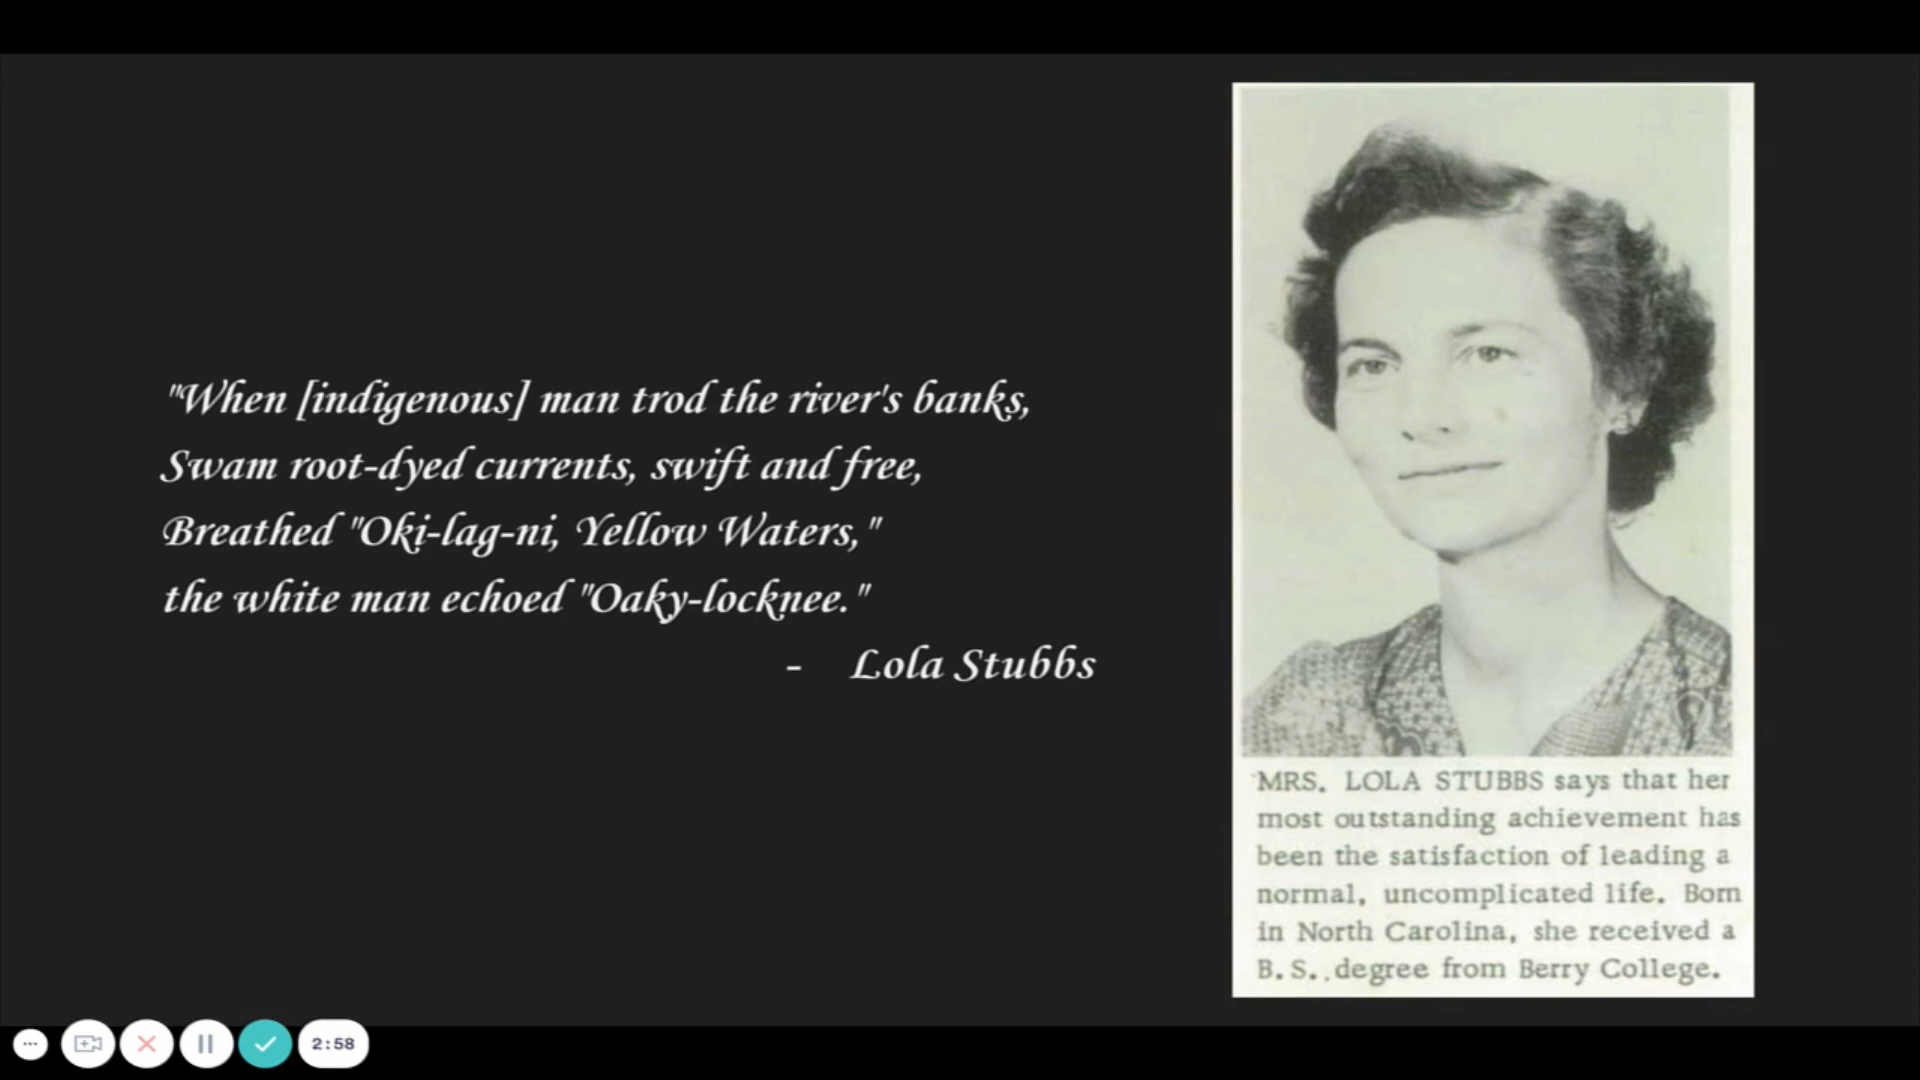 "When [indigenous] man trod the river's banks,
Swam root-dyed currents, swift and free,
Breathed "Oki-lag-ni, Yellow Waters,"
the white man echoed "Oaky-locknee."
- Lola Stubbs
MRS. LOLA STUBBS says that her
most outstanding achievement has
been the satisfaction of leading a
normal, uncomplicated life. Born
in North Carolina, she received a
B.S..degree from Berry College.
2:58